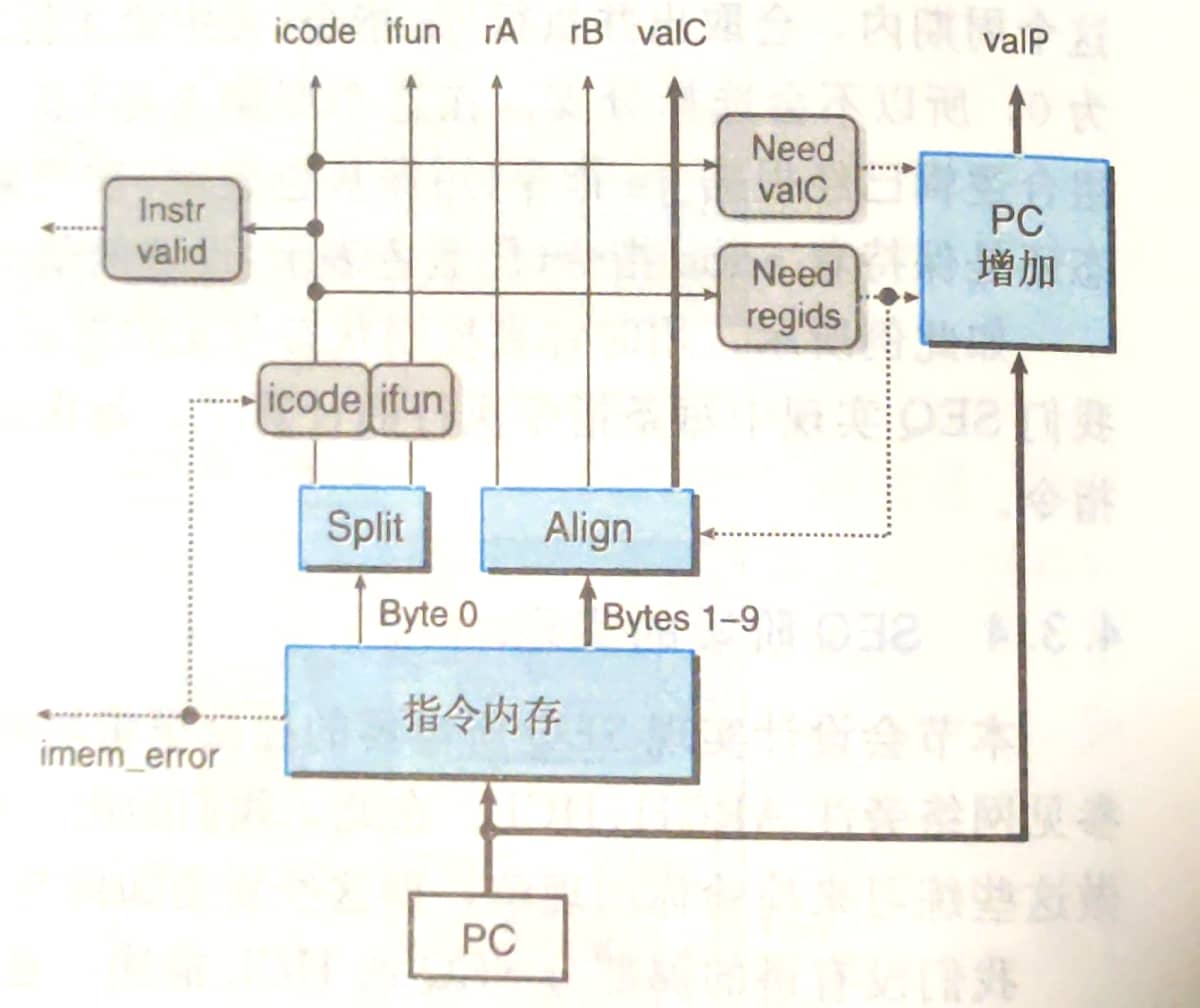 icode ifun rA rB valC valP
Need
valC
Instr
valid
PC
增加
Need
regids
icode ifun
Split
Align
Byte 0
Bytes 1–9
指令内存
imem_error
PC